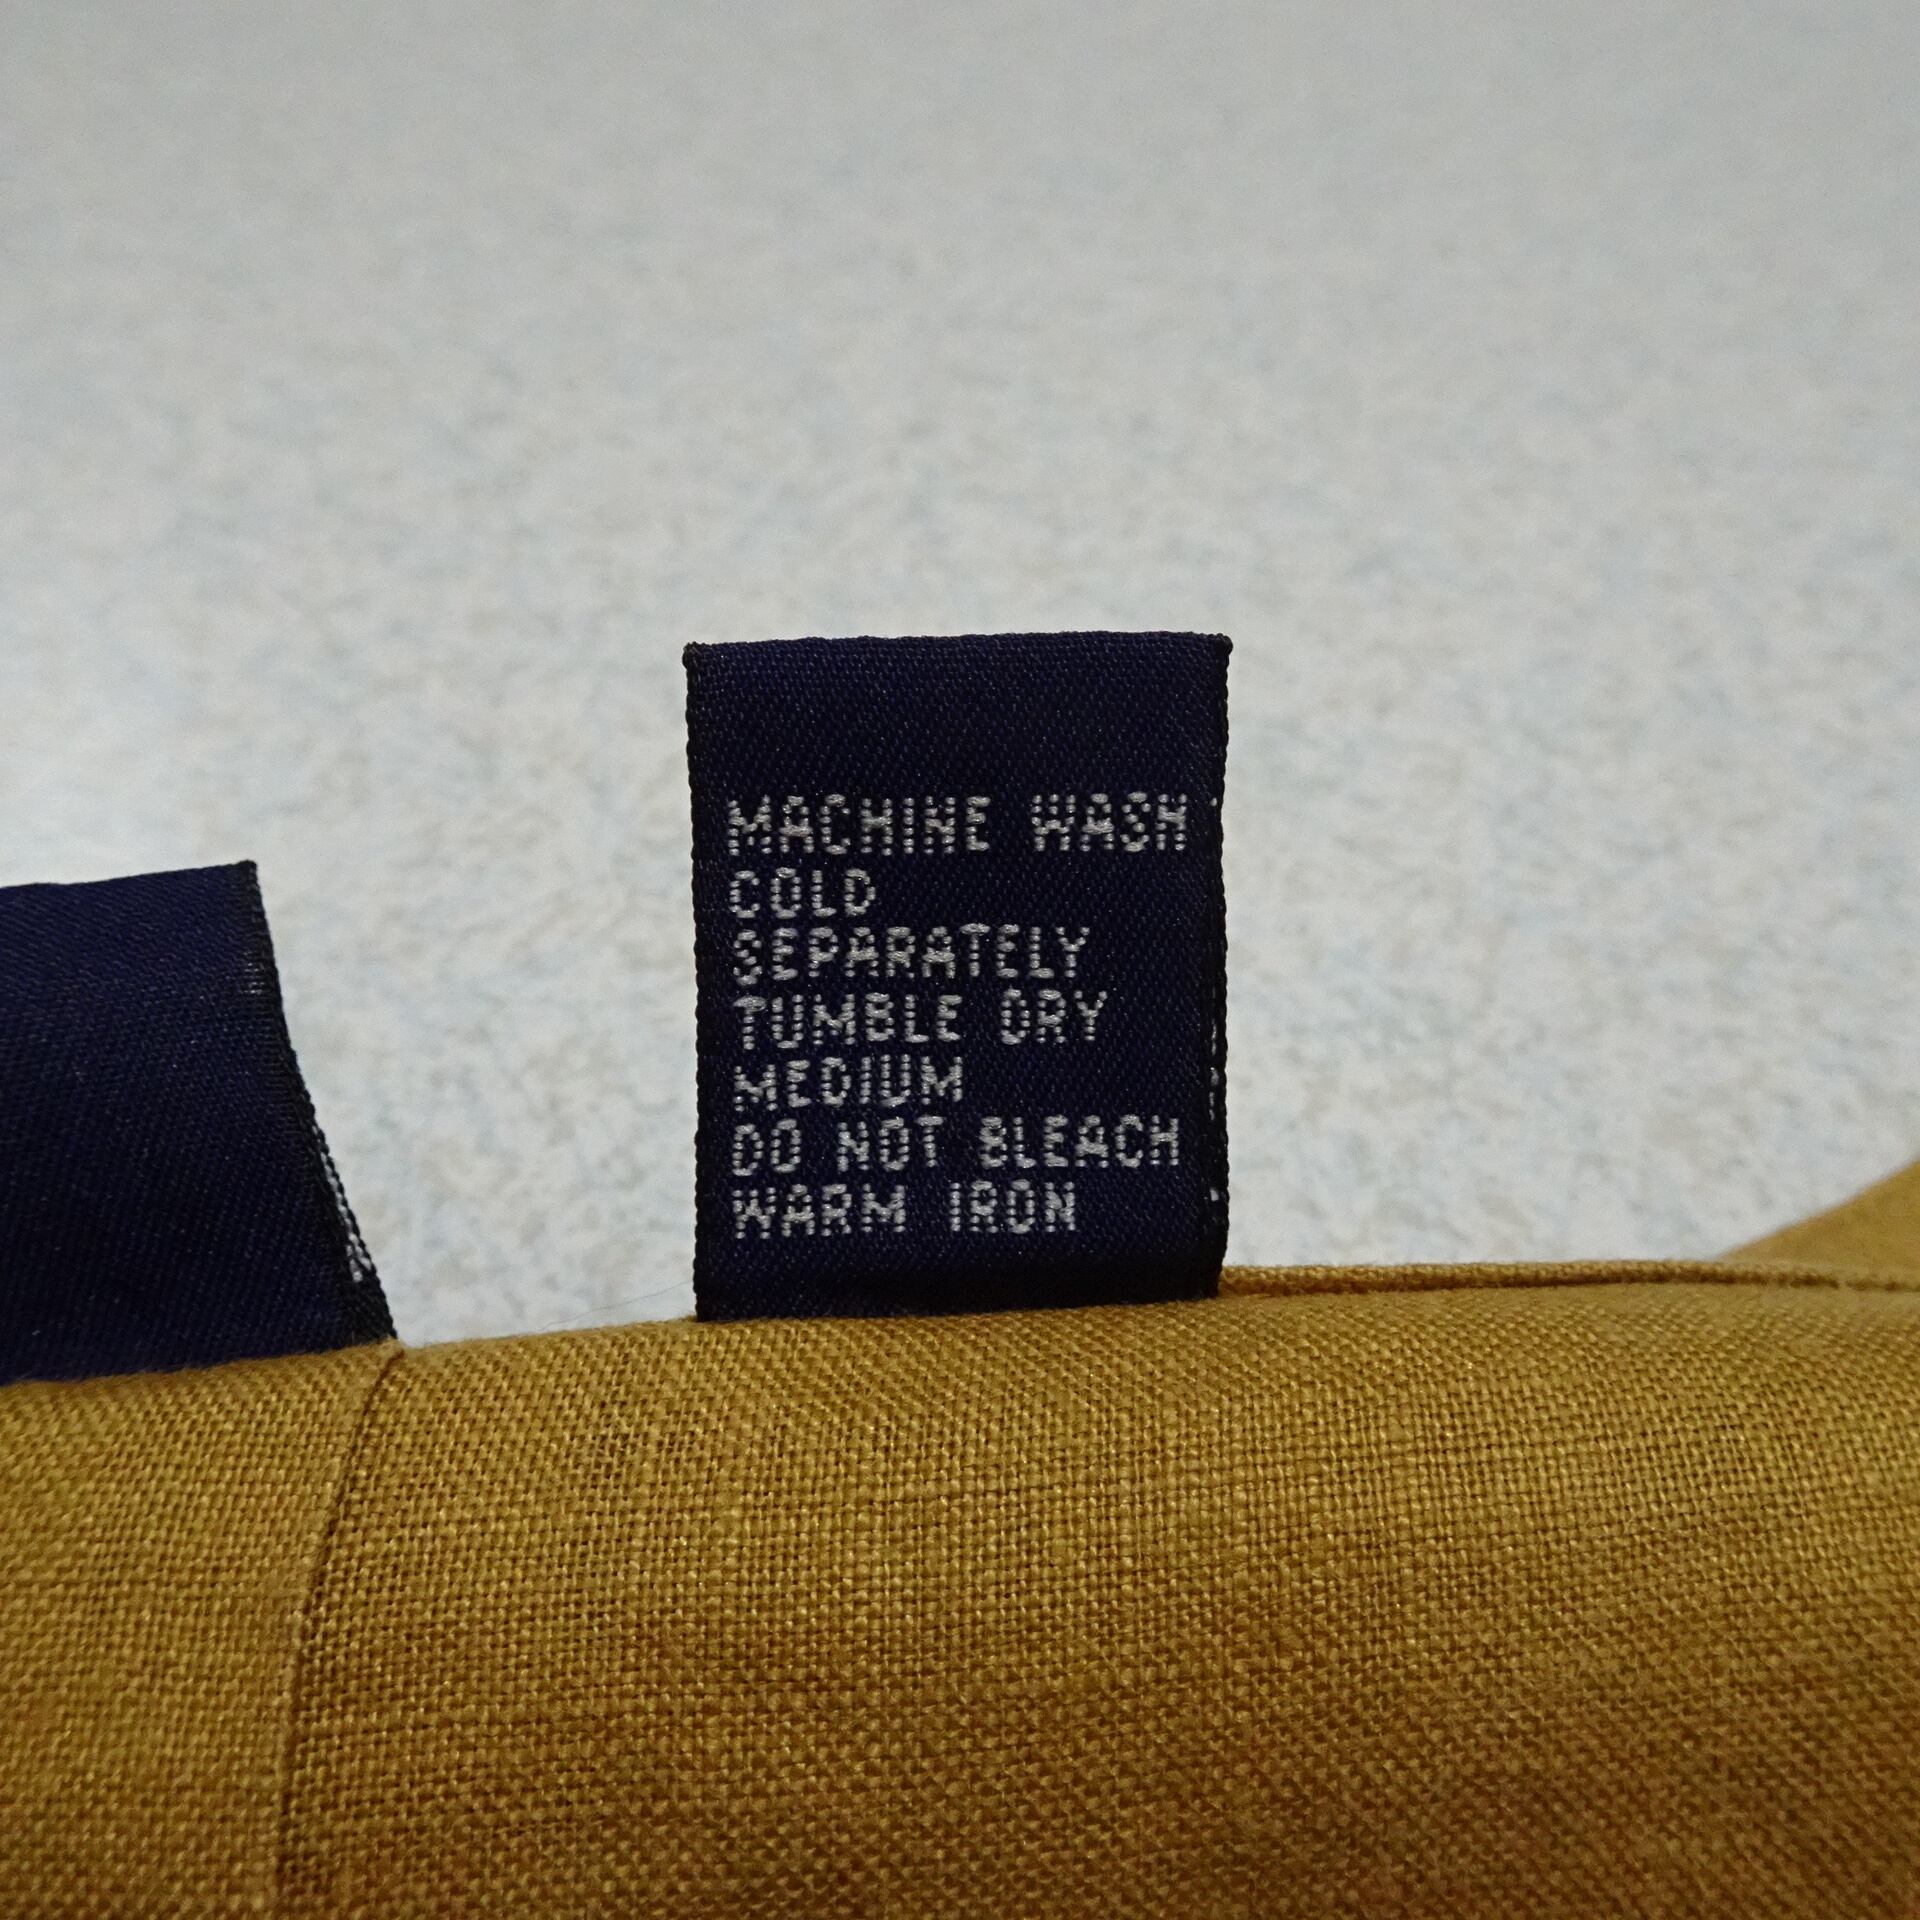 MACHINE WASH
COLD
SEPARATELY
TUMBLE DRY
MEDIUM
DO NOT BLEACH
WARM IRON